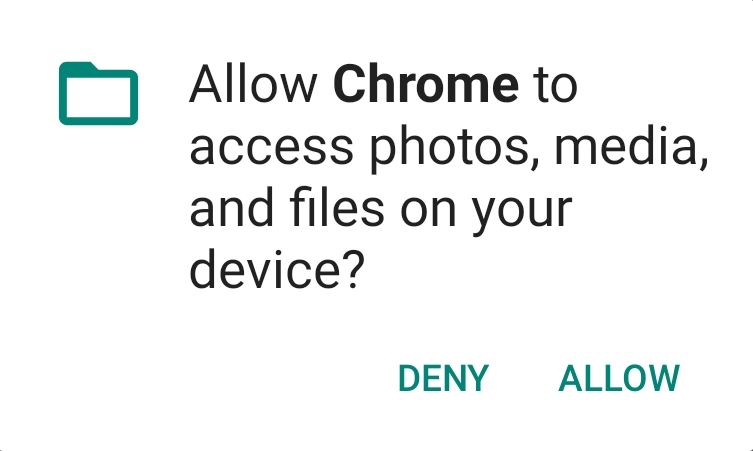 Allow Chrome to
access photos, media,
and files on your
device?
DENY ALLOW